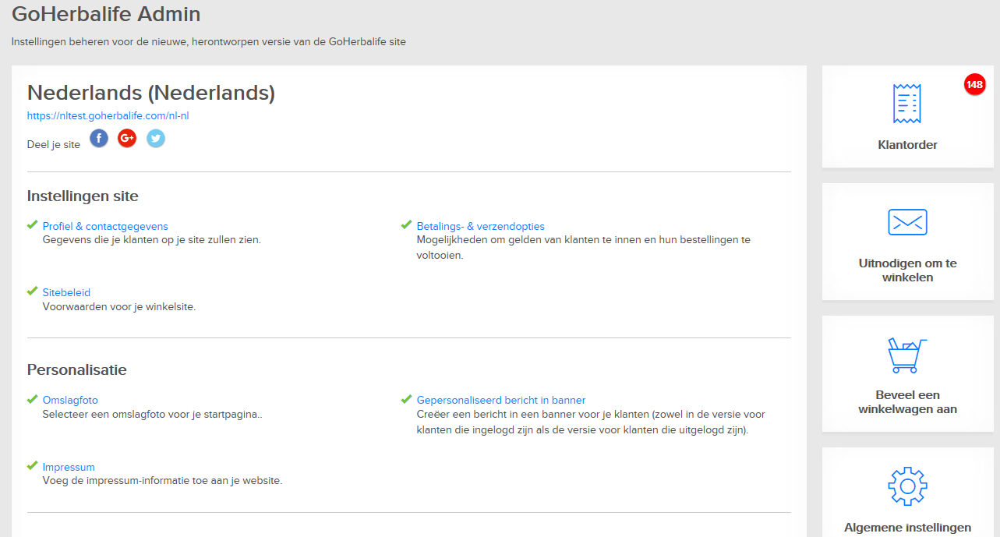 GoHerbalife Admin
Instellingen beheren voor de nieuwe, herontworpen versie van de GoHerbalife site
Nederlands (Nederlands)
https://nltest.goherbalife.com/nl-nl
Deel je site
f
G+
Instellingen site
Profiel & contactgegevens
Gegevens die je klanten op je site zullen zien.
Betalings- & verzendopties
Mogelijkheden om gelden van klanten te innen en hun bestellingen te
voltooien.
Sitebeleid
Voorwaarden voor je winkelsite.
Personalisatie
Omslagfoto
Selecteer een omslagfoto voor je startpagina..
Gepersonaliseerd bericht in banner
Creëer een bericht in een banner voor je klanten (zowel in de versie voor
klanten die ingelogd zijn als de versie voor klanten die uitgelogd zijn).
Impressum
Voeg de impressum-informatie toe aan je website.
148
Klantorder
Uitnodigen om te
winkelen
Beveel een
winkelwagen aan
Algemene instellingen